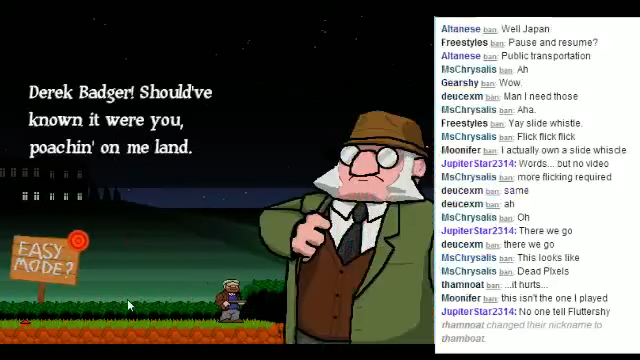 Derek Badger! Should've
known it were you,
poachin' on me land.
EASY
MODE?
Altanese ban: Well Japan
Freestyles ban: Pause and resume?
Altanese ban: Public transportation
MsChrysalis ban: Ah
Gearshy ban: Wow.
deucexm ban: Man I need those
MsChrysalis ban: Aha.
Freestyles ban: Yay slide whistle.
MsChrysalis ban: Flick flick flick
Moonifer ban: I actually own a slide whistle
JupiterStar2314: Words... but no video
MsChrysalis ban: more flicking required
deucexm ban: same
deucexm ban: ah
MsChrysalis ban: Oh
JupiterStar2314: There we go
deucexm ban: there we go
MsChrysalis ban: This looks like
MsChrysalis ban: Dead PIxels
thamnoat ban: ...it hurts...
Moonifer ban: this isn't the one I played
JupiterStar2314: No one tell Fluttershy
thamnoat changed their nickname to
thamboat.